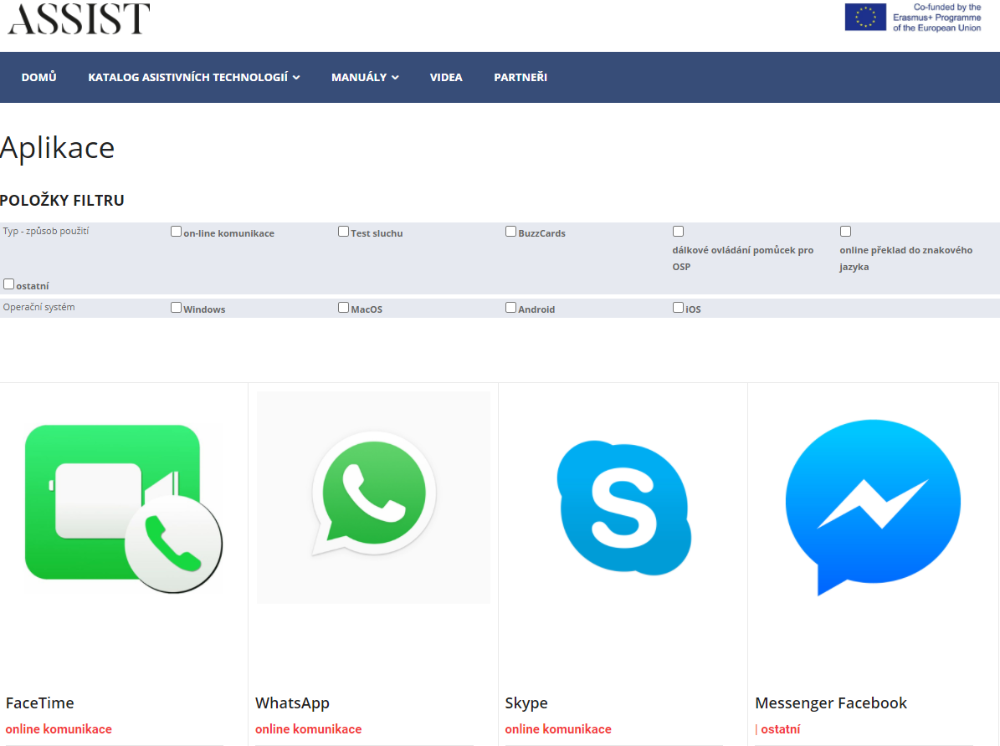 ASSIST
Co-funded by the
Erasmus+ Programme
of the European Union
DOMŮ KATALOG ASISTIVNÍCH TECHNOLOGIÍ MANUÁLY VIDEA PARTNEŘI
Aplikace
POLOŽKY FILTRU
Typ - způsob použití on-line komunikace Test sluchu BuzzCards
dálkové ovládání pomůcek pro
OSP
online překlad do znakového
jazyka
ostatní
Operační systém Windows MacOS Android iOS
S
FaceTime WhatsApp Skype Messenger Facebook
online komunikace online komunikace online komunikace | ostatní